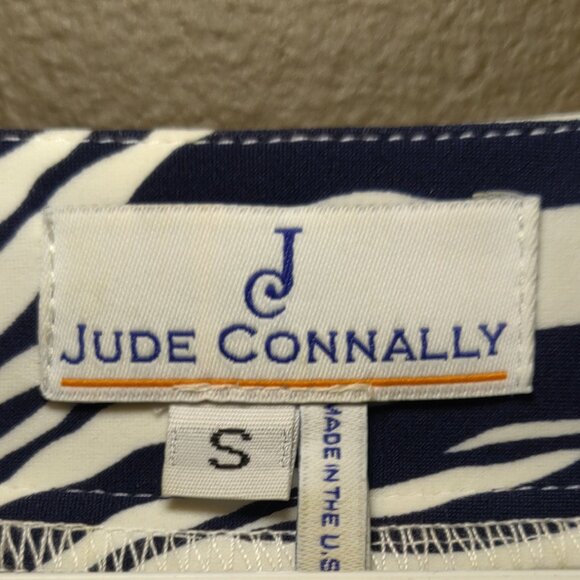 JC
JUDE CONNALLY
S
MADE IN THE U.S